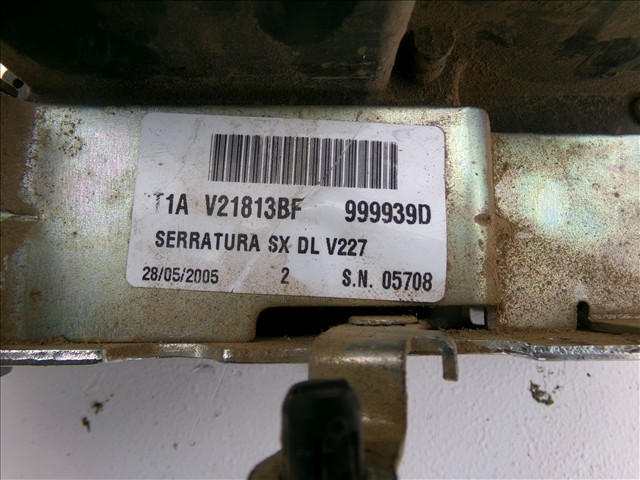 T1A V21813BF 999939D
SERRATURA SX DL V227
28/05/2005 2 S.N. 05708